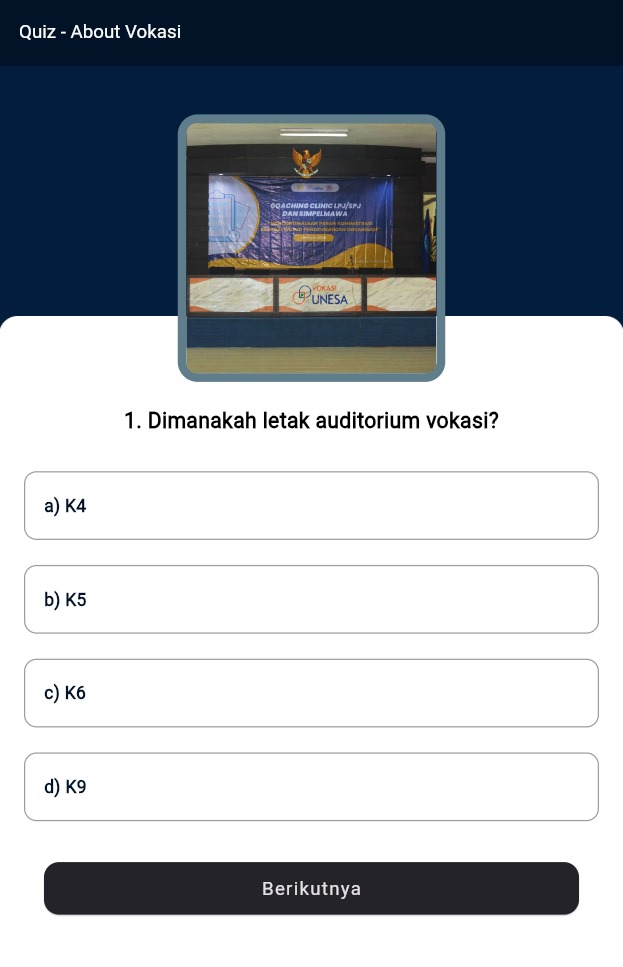 Quiz - About Vokasi
COACHING CLINIC LPJ/SPJ
DAN SIMPELMAWA
VOKASI
UNESA
1. Dimanakah letak auditorium vokasi?
a) K4
b) K5
c) K6
d) K9
Berikutnya